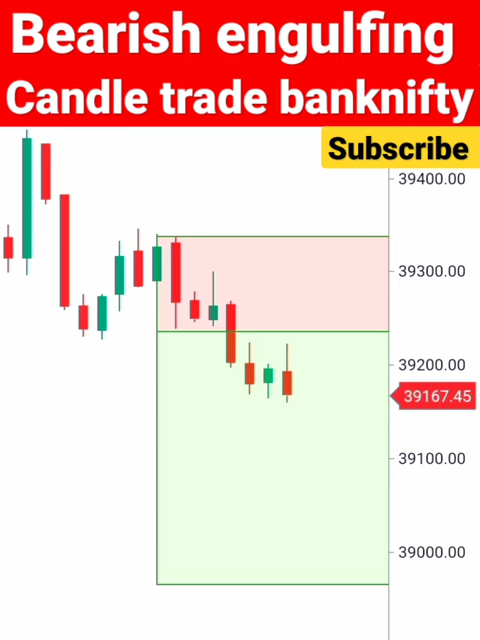 Bearish engulfing
Candle trade banknifty
Subscribe
39400.00
39300.00
39200.00
39167.45
39100.00
39000.00